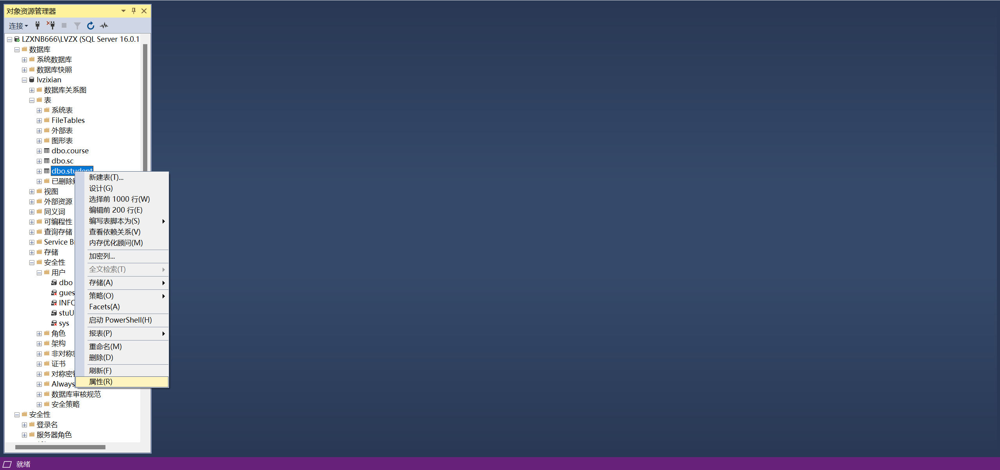 对象资源管理器
连接
LZXNB666\LVZX (SQL Server 16.0.1
数据库
系统数据库
数据库快照
lvzixian
数据库关系图
表
系统表
FileTables
外部表
图形表
dbo.course
dbo.sc
dbo.student
已删除
视图
外部资源
同义词
可编程性
查询存储
Service B
存储
安全性
用户
dbo
gues
INFO
stuU
sys
角色
架构
非对称
证书
对称密
Always
数据库审核规范
安全策略
安全性
登录名
服务器角色
新建表(T)...
设计(G)
选择前 1000 行(W)
编辑前 200 行(E)
编写表脚本为(S)
查看依赖关系(V)
内存优化顾问(M)
加密列...
全文检索(T)
存储(A)
策略(O)
Facets(A)
启动 PowerShell(H)
报表(P)
重命名(M)
删除(D)
刷新(F)
属性(R)
就绪